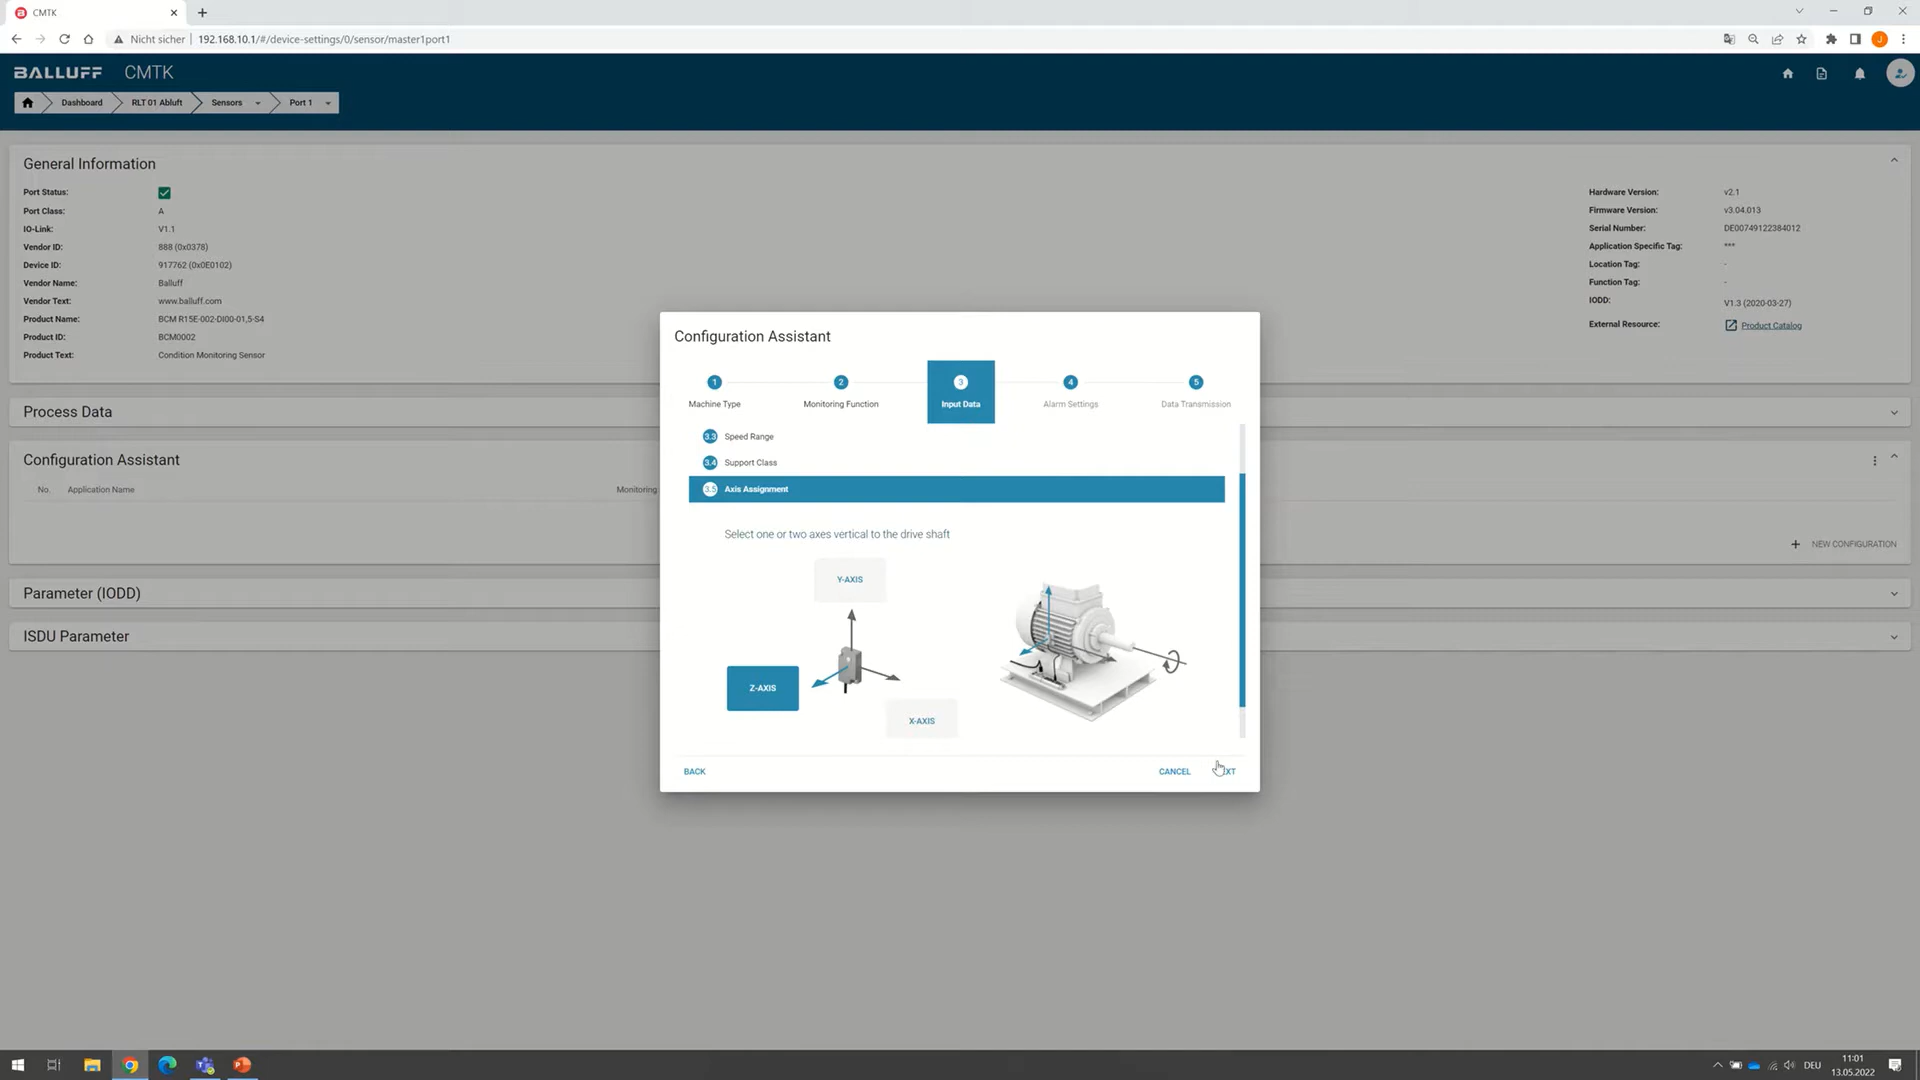 CMTK
Nicht sicher 192.168.10.1/#/device-settings/0/sensor/master1port1
BALLUFF CMTK
Dashboard RLT 01 Abluft Sensors Port 1
General Information
Port Status:
Port Class: A
IO-Link: V1.1
Vendor ID: 888 (0x0378)
Device ID: 917762 (0x0E0102)
Vendor Name: Balluff
Vendor Text: www.balluff.com
Product Name: BCM R15E-002-DI00-01,5-S4
Product ID: BCM0002
Product Text: Condition Monitoring Sensor
Hardware Version: v2.1
Firmware Version: v3.04.013
Serial Number: DE00749122384012
Application Specific Tag: ***
Location Tag: -
Function Tag: -
IODD: V1.3 (2020-03-27)
External Resource: Product Catalog
Process Data
Configuration Assistant
No. Application Name Monitoring
+ NEW CONFIGURATION
Parameter (IODD)
ISDU Parameter
Configuration Assistant
1 2 3 4 5
Machine Type Monitoring Function Input Data Alarm Settings Data Transmission
3.3 Speed Range
3.4 Support Class
3.5 Axis Assignment
Select one or two axes vertical to the drive shaft
Y-AXIS
Z-AXIS
X-AXIS
BACK CANCEL
J
DEU 11:01
13.05.2022